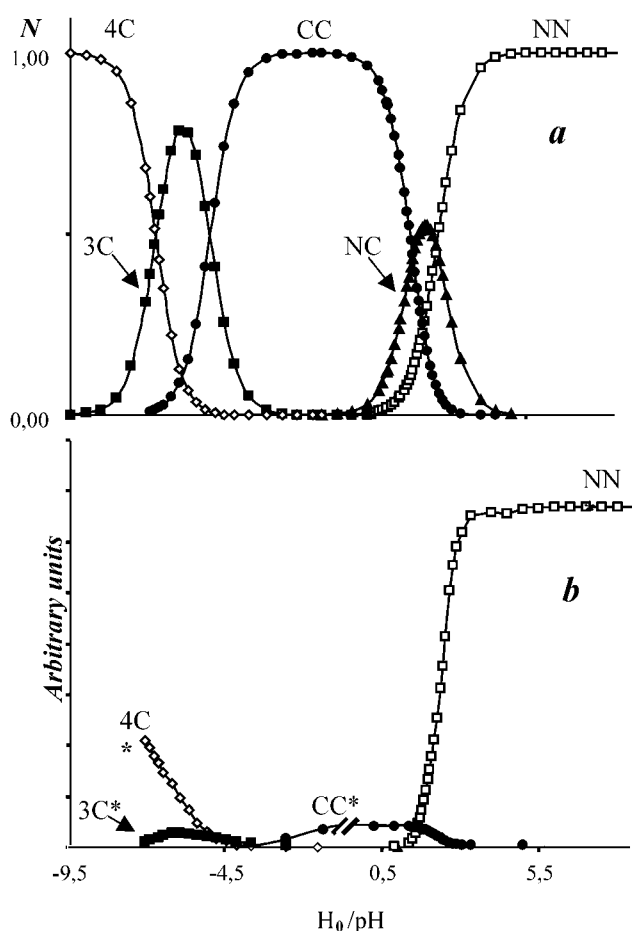 N 4C CC NN
1,00
a
3C NC
0,00
NN
b
Arbitrary units
4C
*
3C* CC*
-9,5 -4,5 0,5 5,5
H₀/pH